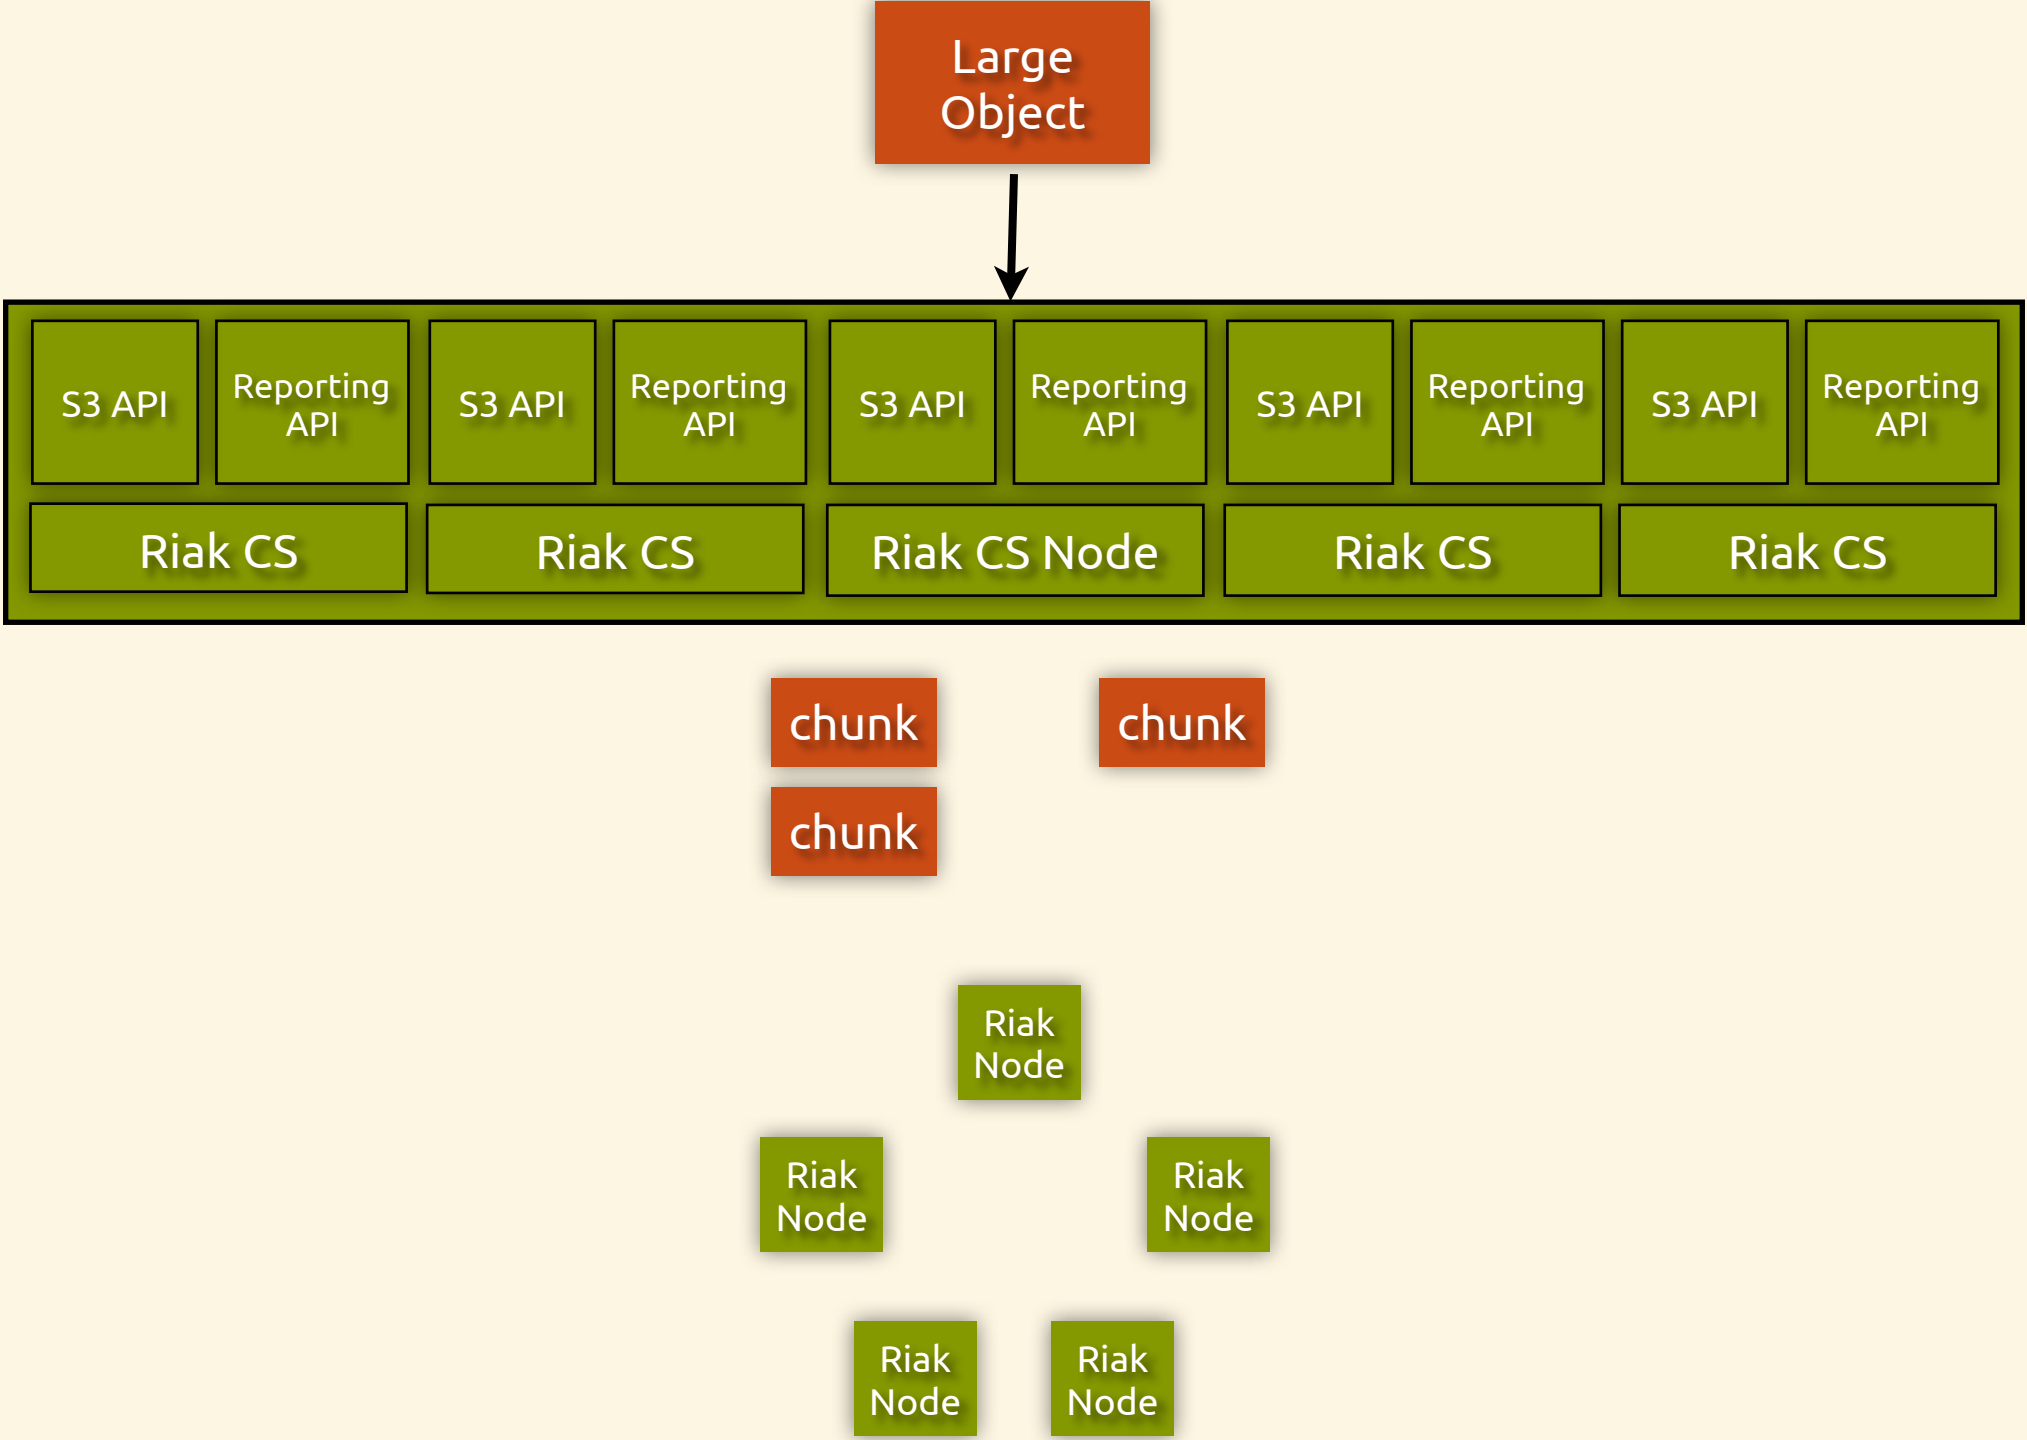 Large
Object
S3 API
Reporting
API
S3 API
Reporting
API
S3 API
Reporting
API
S3 API
Reporting
API
S3 API
Reporting
API
Riak CS
Riak CS
Riak CS Node
Riak CS
Riak CS
chunk
chunk
chunk
Riak
Node
Riak
Node
Riak
Node
Riak
Node
Riak
Node